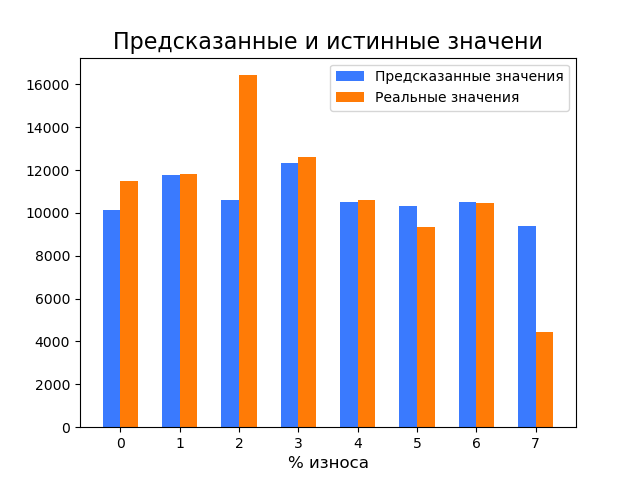 Предсказанные и истинные значени
Предсказанные значения
Реальные значения
16000
14000
12000
10000
8000
6000
4000
2000
0
0 1 2 3 4 5 6 7
% износа